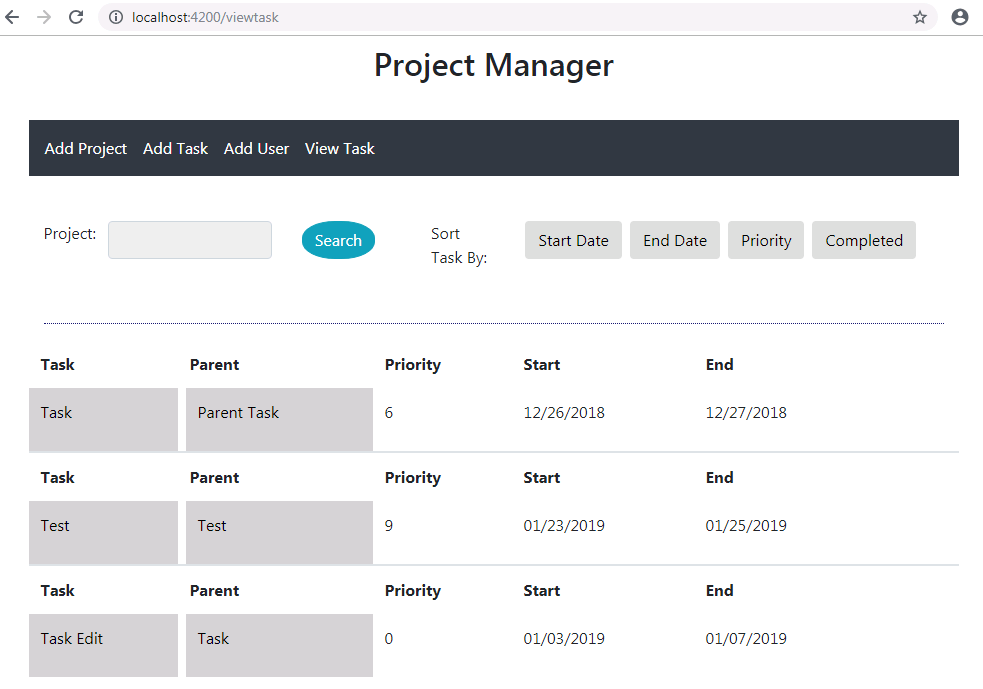 localhost:4200/viewtask
Project Manager
Add Project Add Task Add User View Task
Project: Search Sort Task By: Start Date End Date Priority Completed
Task Parent Priority Start End
Task Parent Task 6 12/26/2018 12/27/2018
Task Parent Priority Start End
Test Test 9 01/23/2019 01/25/2019
Task Parent Priority Start End
Task Edit Task 0 01/03/2019 01/07/2019